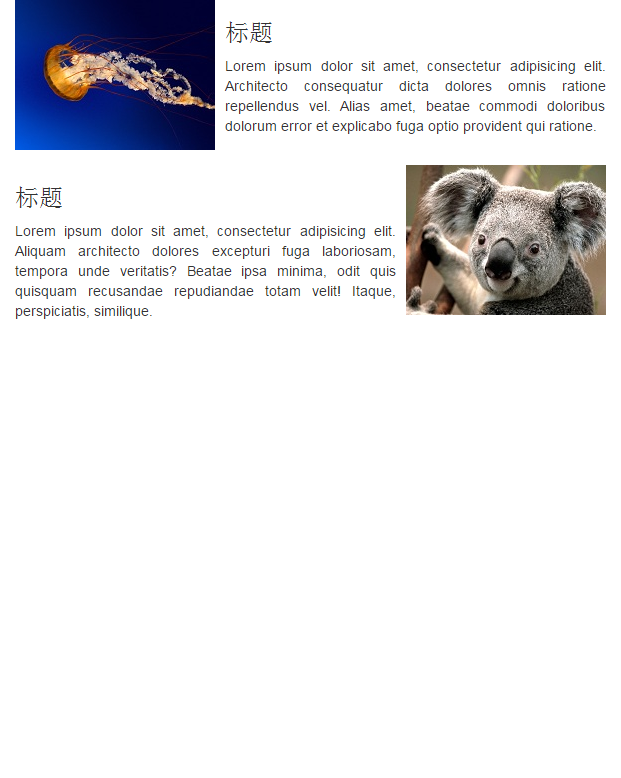 标题
Lorem ipsum dolor sit amet, consectetur adipisicing elit.
Architecto consequatur dicta dolores omnis ratione
repellendus vel. Alias amet, beatae commodi doloribus
dolorum error et explicabo fuga optio provident qui ratione.
标题
Lorem ipsum dolor sit amet, consectetur adipisicing elit.
Aliquam architecto dolores excepturi fuga laboriosam,
tempora unde veritatis? Beatae ipsa minima, odit quis
quisquam recusandae repudiandae totam velit! Itaque,
perspiciatis, similique.